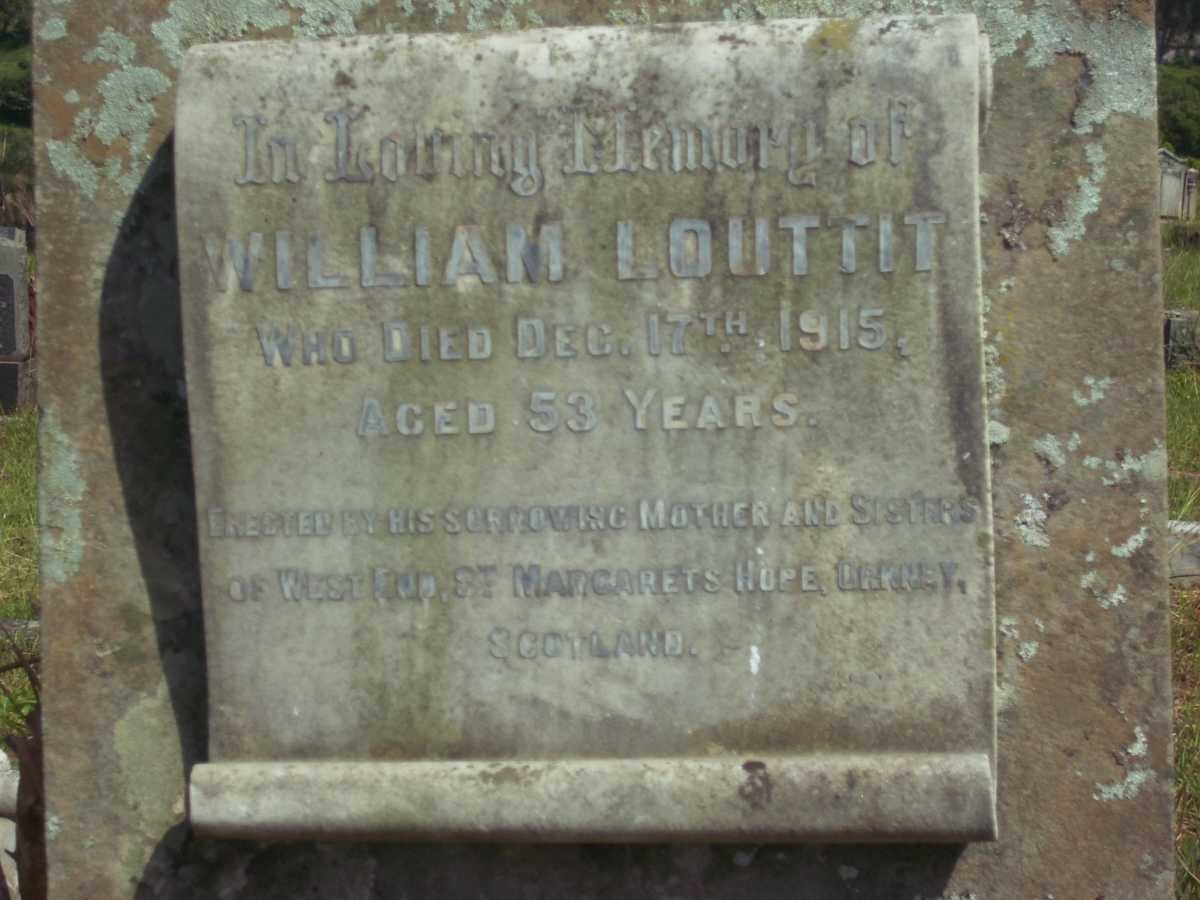 In Loving Memory of
WILLIAM LOUTTIT
WHO DIED DEC. 17TH, 1915,
AGED 53 YEARS.
ERECTED BY HIS SORROWING MOTHER AND SISTERS
OF WEST END, ST MARGARETS HOPE, ORKNEY,
SCOTLAND.